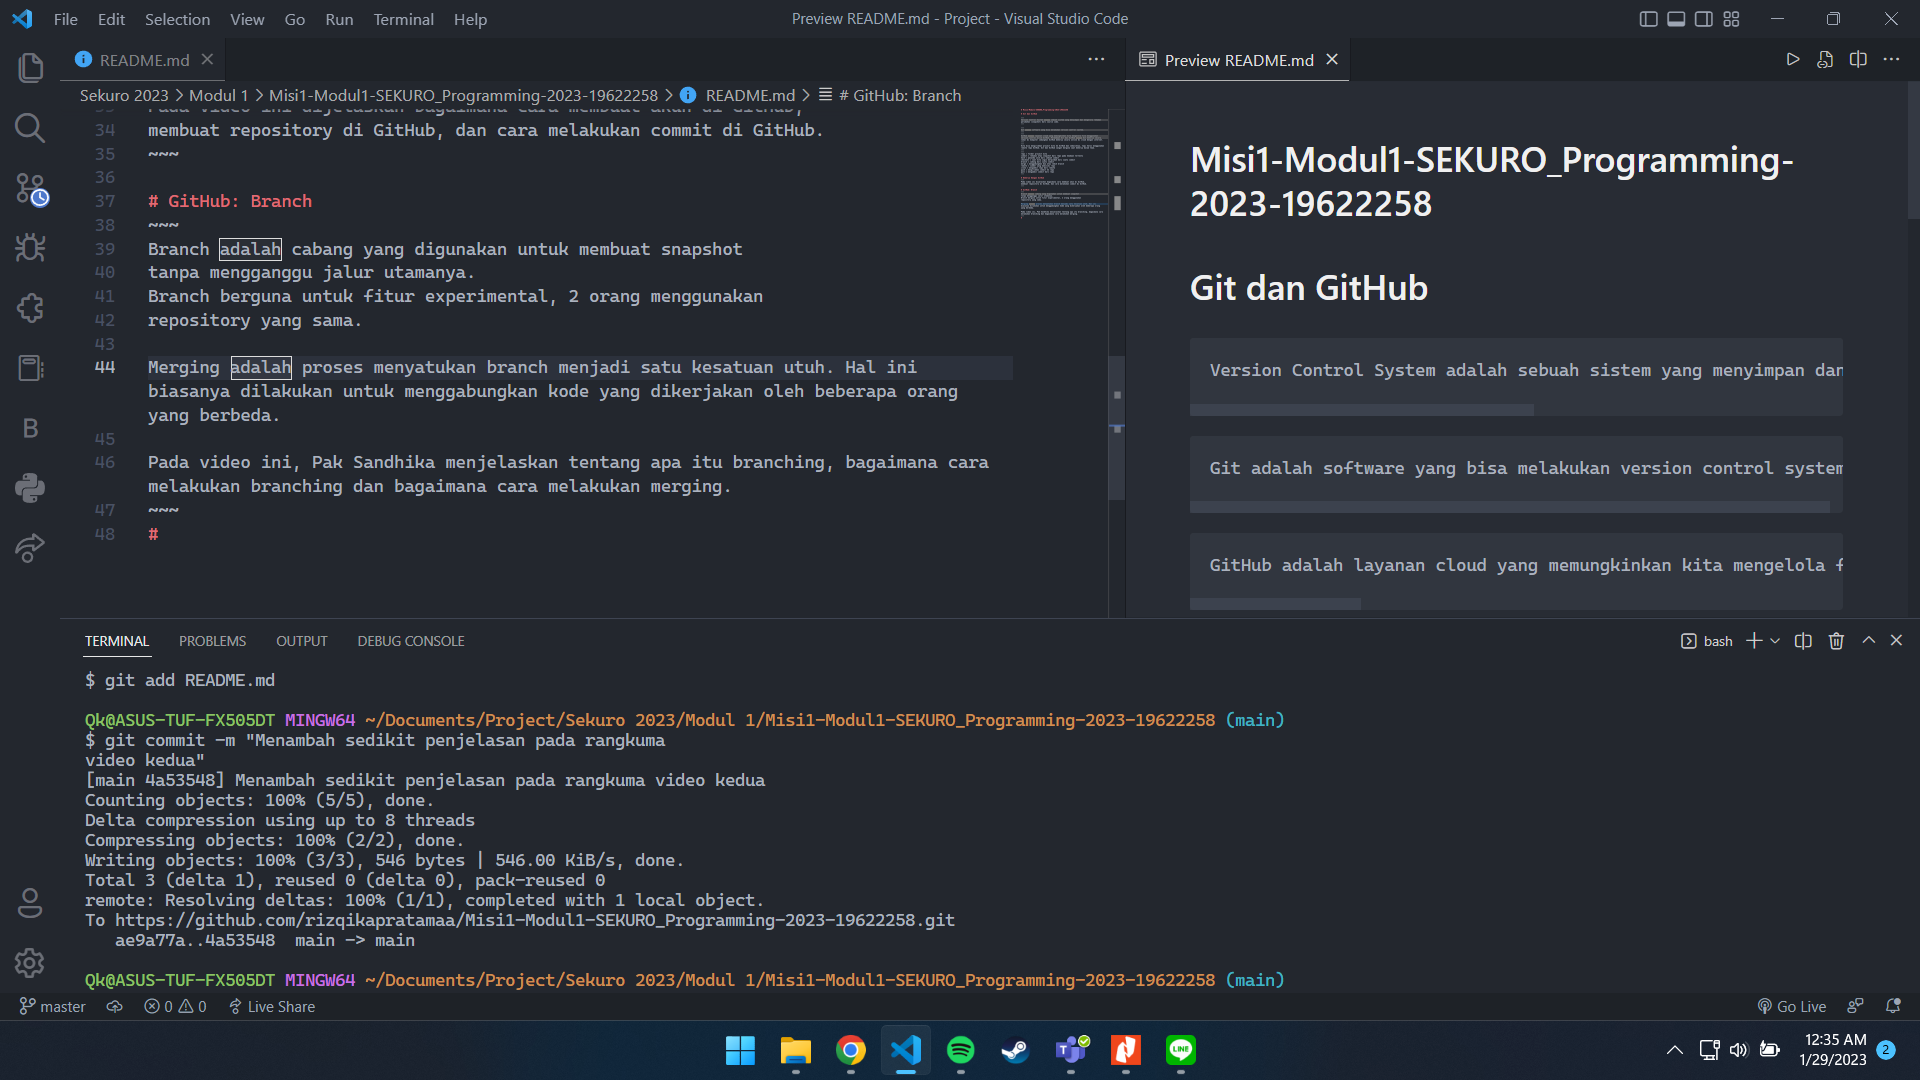 File Edit Selection View Go Run Terminal Help
Preview README.md - Project - Visual Studio Code
README.md
Preview README.md
Sekuro 2023 > Modul 1 > Misi1-Modul1-SEKURO_Programming-2023-19622258 > README.md > # GitHub: Branch
34 membuat repository di GitHub, dan cara melakukan commit di GitHub.
35 ~~~
36
37 # GitHub: Branch
38 ~~~
39 Branch adalah cabang yang digunakan untuk membuat snapshot
40 tanpa mengganggu jalur utamanya.
41 Branch berguna untuk fitur experimental, 2 orang menggunakan
42 repository yang sama.
43
44 Merging adalah proses menyatukan branch menjadi satu kesatuan utuh. Hal ini
biasanya dilakukan untuk menggabungkan kode yang dikerjakan oleh beberapa orang
yang berbeda.
45
46 Pada video ini, Pak Sandhika menjelaskan tentang apa itu branching, bagaimana cara
melakukan branching dan bagaimana cara melakukan merging.
47 ~~~
48 #
Misi1-Modul1-SEKURO_Programming-
2023-19622258
Git dan GitHub
Version Control System adalah sebuah sistem yang menyimpan dan
Git adalah software yang bisa melakukan version control system
GitHub adalah layanan cloud yang memungkinkan kita mengelola f
B
TERMINAL PROBLEMS OUTPUT DEBUG CONSOLE
bash
$ git add README.md
Qk@ASUS-TUF-FX505DT MINGW64 ~/Documents/Project/Sekuro 2023/Modul 1/Misi1-Modul1-SEKURO_Programming-2023-19622258 (main)
$ git commit -m "Menambah sedikit penjelasan pada rangkuma
video kedua"
[main 4a53548] Menambah sedikit penjelasan pada rangkuma video kedua
Counting objects: 100% (5/5), done.
Delta compression using up to 8 threads
Compressing objects: 100% (2/2), done.
Writing objects: 100% (3/3), 546 bytes | 546.00 KiB/s, done.
Total 3 (delta 1), reused 0 (delta 0), pack-reused 0
remote: Resolving deltas: 100% (1/1), completed with 1 local object.
To https://github.com/rizqikapratamaa/Misi1-Modul1-SEKURO_Programming-2023-19622258.git
ae9a77a..4a53548 main -> main
Qk@ASUS-TUF-FX505DT MINGW64 ~/Documents/Project/Sekuro 2023/Modul 1/Misi1-Modul1-SEKURO_Programming-2023-19622258 (main)
master 0 0 Live Share
Go Live
12:35 AM
1/29/2023
2